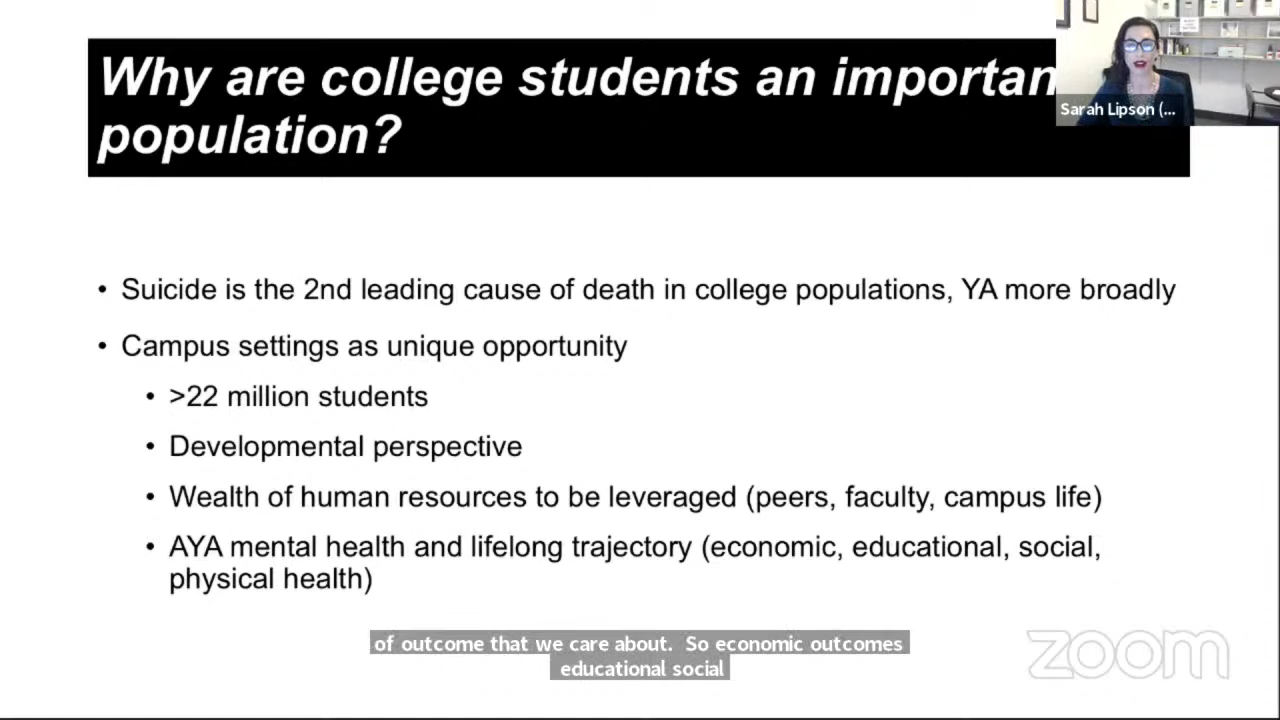 Why are college students an importan
population?
Sarah Lipson (...
• Suicide is the 2nd leading cause of death in college populations, YA more broadly
• Campus settings as unique opportunity
• >22 million students
• Developmental perspective
• Wealth of human resources to be leveraged (peers, faculty, campus life)
• AYA mental health and lifelong trajectory (economic, educational, social,
physical health)
of outcome that we care about. So economic outcomes
educational social
zoom